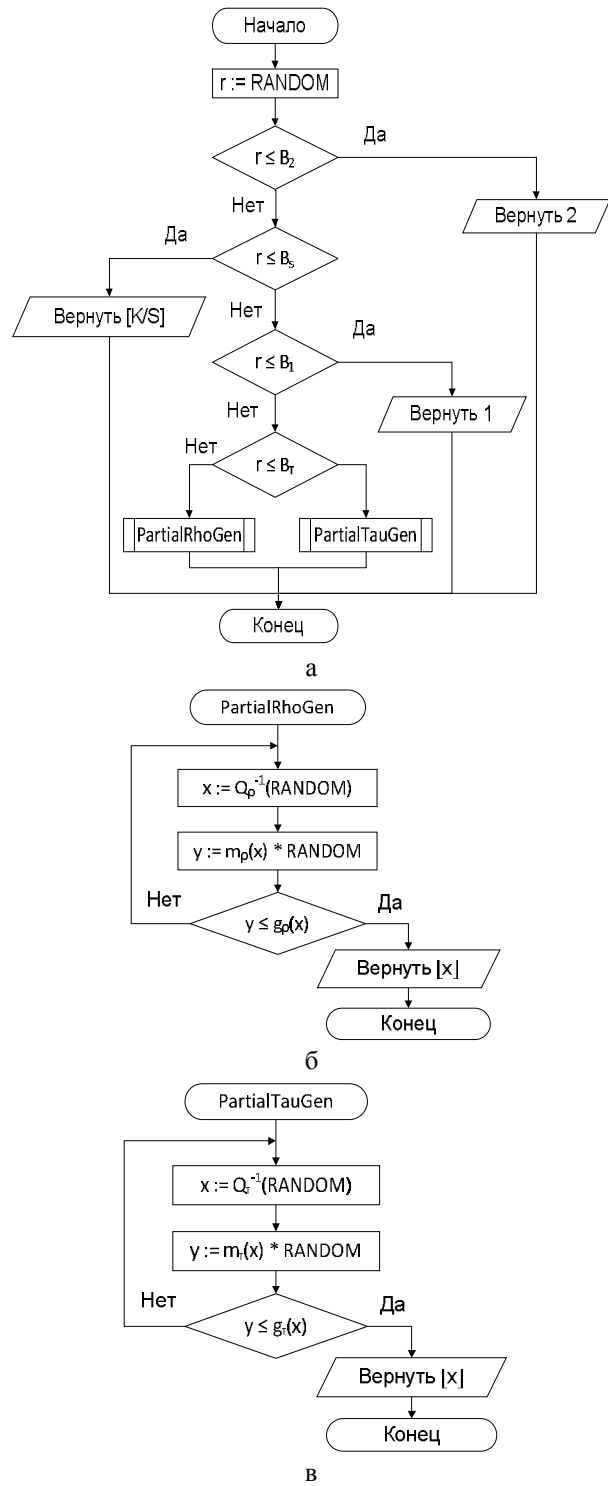 Начало
r := RANDOM
Да
r ≤ B₂
Нет
Вернуть 2
Да
r ≤ Bₛ
Вернуть [K/S]
Нет
Да
r ≤ B₁
Нет
Вернуть 1
Нет
r ≤ Bτ
PartialRhoGen
PartialTauGen
Конец
а
PartialRhoGen
x := Qρ⁻¹(RANDOM)
y := mρ(x) * RANDOM
Нет
Да
y ≤ gρ(x)
Вернуть ⌊x⌋
Конец
б
PartialTauGen
x := Qτ⁻¹(RANDOM)
y := mτ(x) * RANDOM
Нет
Да
y ≤ gτ(x)
Вернуть ⌊x⌋
Конец
в